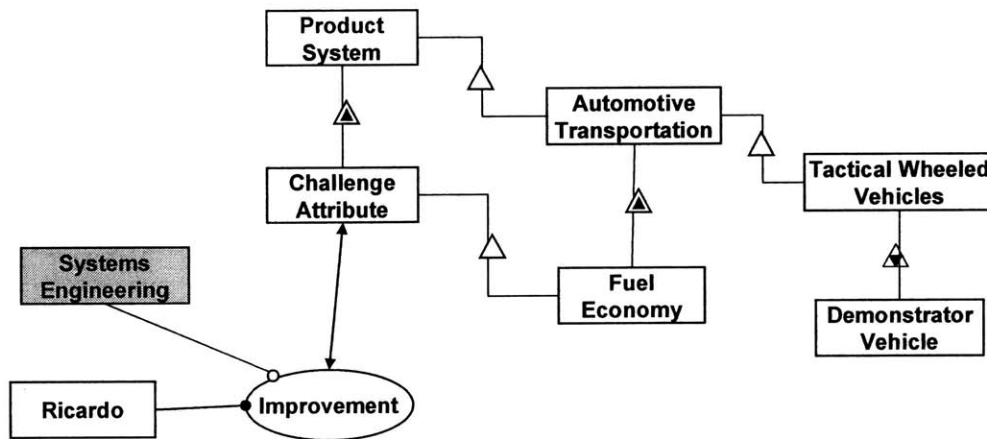 Product
System
Automotive
Transportation
Tactical Wheeled
Vehicles
Challenge
Attribute
Systems
Engineering
Fuel
Economy
Demonstrator
Vehicle
Ricardo
Improvement